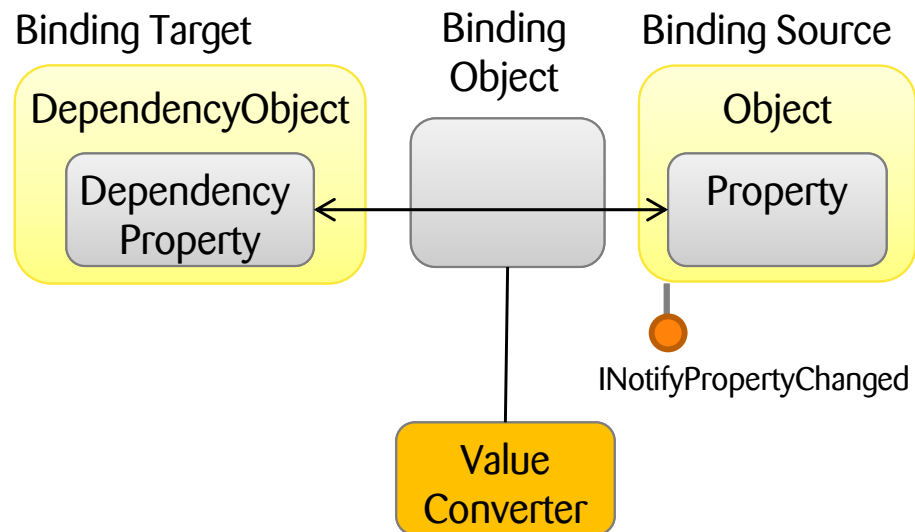 Binding Target
Binding
Object
Binding Source
DependencyObject
Dependency
Property
Object
Property
INotifyPropertyChanged
Value
Converter